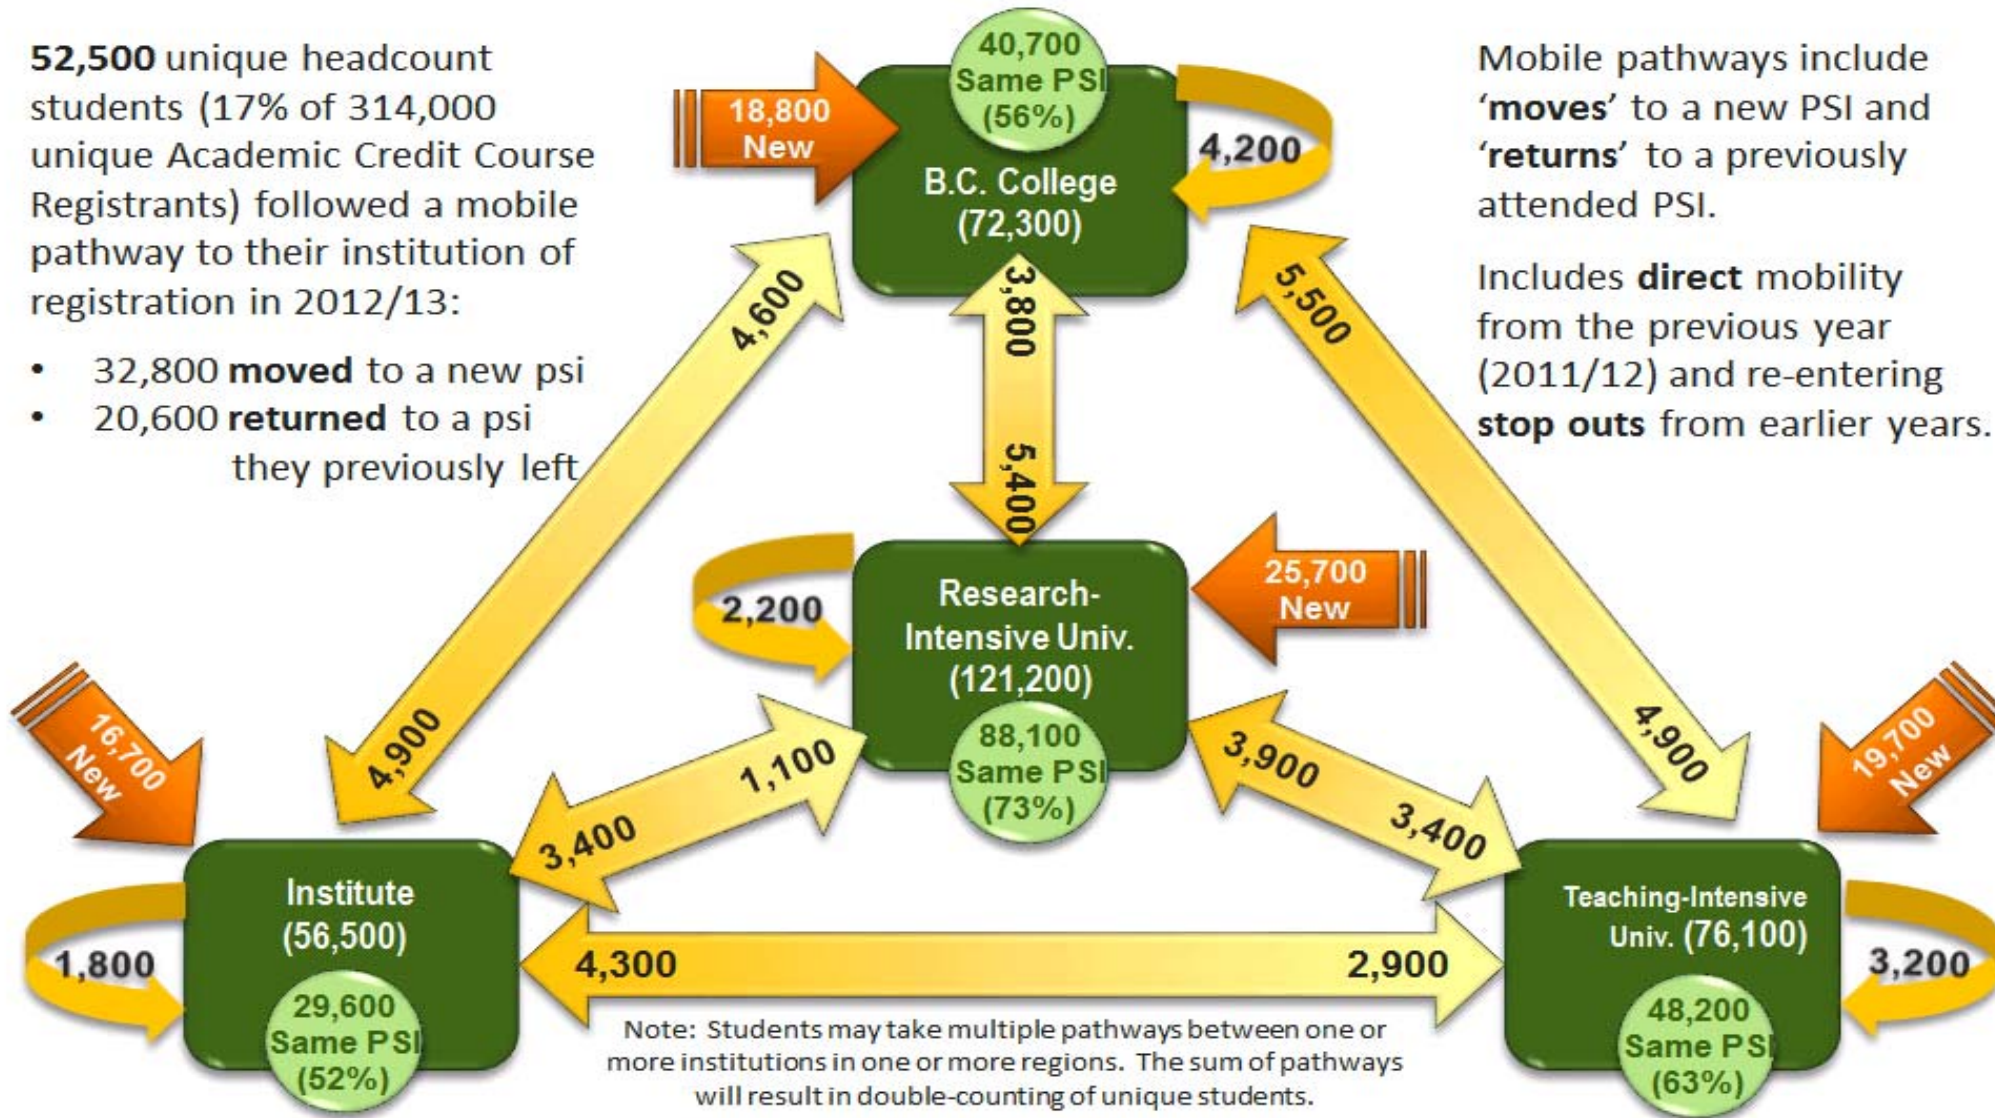 52,500 unique headcount
students (17% of 314,000
unique Academic Credit Course
Registrants) followed a mobile
pathway to their institution of
registration in 2012/13:
• 32,800 moved to a new psi
• 20,600 returned to a psi
they previously left
18,800
New
40,700
Same PSI
(56%)
B.C. College
(72,300)
4,200
Mobile pathways include
‘moves’ to a new PSI and
‘returns’ to a previously
attended PSI.
Includes direct mobility
from the previous year
(2011/12) and re-entering
stop outs from earlier years.
4,600
4,900
3,800
5,400
5,500
4,900
2,200
Research-
Intensive Univ.
(121,200)
88,100
Same PSI
(73%)
25,700
New
16,700
New
1,100
3,400
3,900
3,400
19,700
New
Institute
(56,500)
29,600
Same PSI
(52%)
1,800
4,300
2,900
Teaching-Intensive
Univ. (76,100)
48,200
Same PSI
(63%)
3,200
Note: Students may take multiple pathways between one or
more institutions in one or more regions. The sum of pathways
will result in double-counting of unique students.